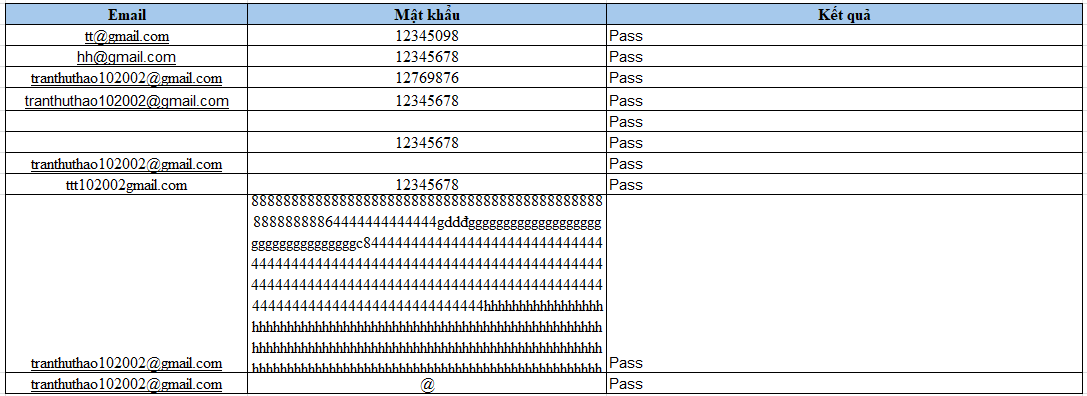 Email Mật khẩu Kết quả
tt@gmail.com 12345098 Pass
hh@gmail.com 12345678 Pass
tranthuthao102002@gmail.com 12769876 Pass
tranthuthao102002@gmail.com 12345678 Pass
Pass
12345678 Pass
tranthuthao102002@gmail.com Pass
ttt102002gmail.com 12345678 Pass
tranthuthao102002@gmail.com Pass
tranthuthao102002@gmail.com @ Pass